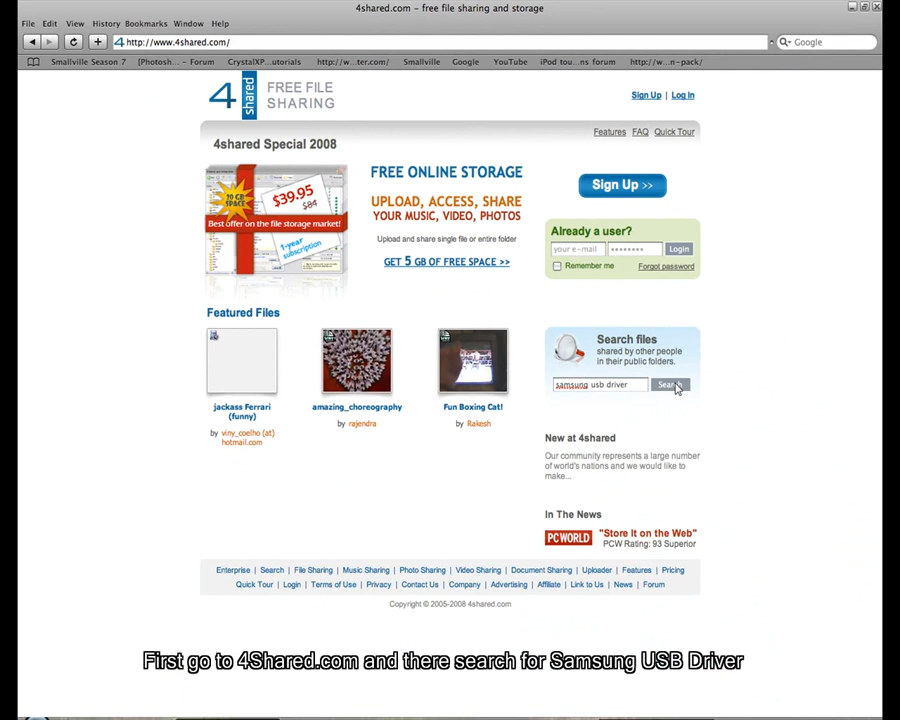 4shared.com - free file sharing and storage
File Edit View History Bookmarks Window Help
http://www.4shared.com/
Google
Smallville Season 7 [Photosh... - Forum CrystalXP...utorials http://w...ter.com/ Smallville Google YouTube iPod tou...ns forum http://w...n-pack/
4shared
FREE FILE
SHARING
Sign Up | Log In
Features FAQ Quick Tour
4shared Special 2008
10 GB
SPACE
$39.95
$84
Best offer on the file storage market!
1-year
subscription
FREE ONLINE STORAGE
UPLOAD, ACCESS, SHARE
YOUR MUSIC, VIDEO, PHOTOS
Upload and share single file or entire folder
GET 5 GB OF FREE SPACE >>
Sign Up >>
Already a user?
your e-mail Login
Remember me Forgot password
Featured Files
jackass Ferrari
(funny)
by viny_coelho (at)
hotmail.com
amazing_choreography
by rajendra
Fun Boxing Cat!
by Rakesh
Search files
shared by other people
in their public folders.
samsung usb driver Search
New at 4shared
Our community represents a large number
of world's nations and we would like to
make...
In The News
PCWORLD "Store It on the Web"
PCW Rating: 93 Superior
Enterprise | Search | File Sharing | Music Sharing | Photo Sharing | Video Sharing | Document Sharing | Uploader | Features | Pricing
Quick Tour | Login | Terms of Use | Privacy | Contact Us | Company | Advertising | Affiliate | Link to Us | News | Forum
Copyright © 2005-2008 4shared.com
First go to 4Shared.com and there search for Samsung USB Driver